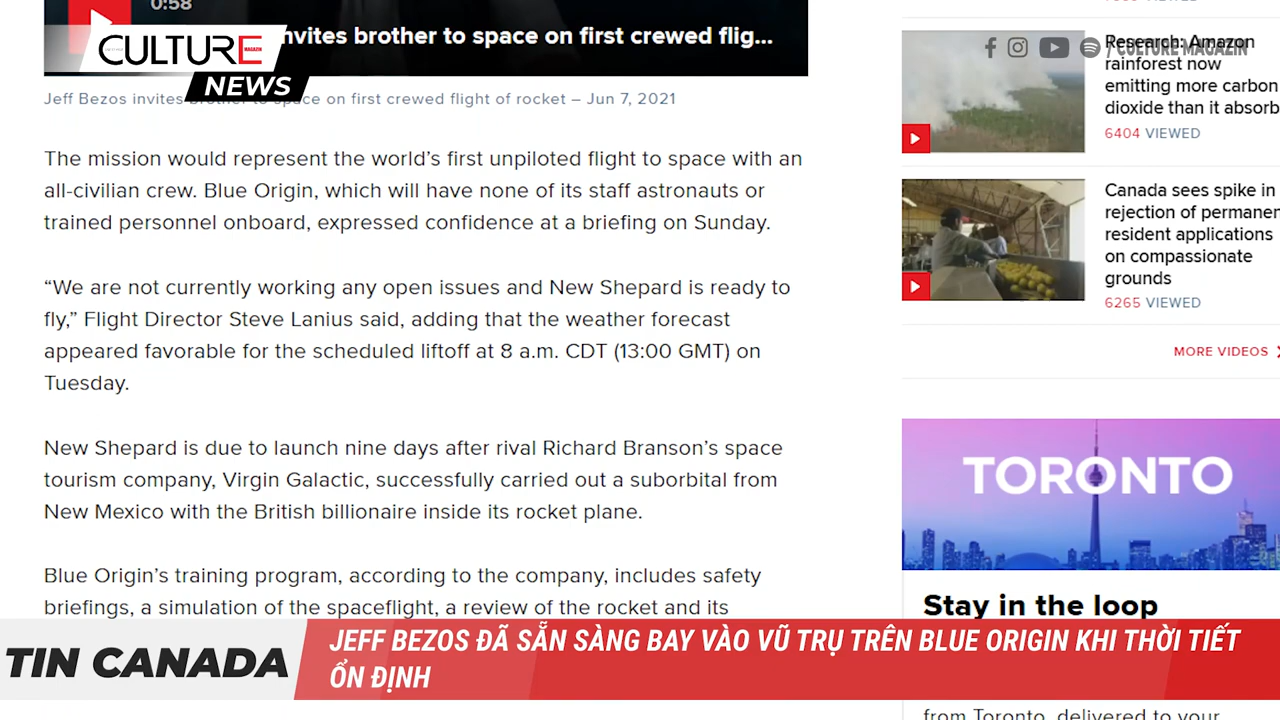 0:58
nvites brother to space on first crewed flig...
CULTURE
MAGAZIN
NEWS
Jeff Bezos invites brother to space on first crewed flight of rocket – Jun 7, 2021
The mission would represent the world’s first unpiloted flight to space with an
all-civilian crew. Blue Origin, which will have none of its staff astronauts or
trained personnel onboard, expressed confidence at a briefing on Sunday.
“We are not currently working any open issues and New Shepard is ready to
fly,” Flight Director Steve Lanius said, adding that the weather forecast
appeared favorable for the scheduled liftoff at 8 a.m. CDT (13:00 GMT) on
Tuesday.
New Shepard is due to launch nine days after rival Richard Branson’s space
tourism company, Virgin Galactic, successfully carried out a suborbital from
New Mexico with the British billionaire inside its rocket plane.
Blue Origin’s training program, according to the company, includes safety
briefings, a simulation of the spaceflight, a review of the rocket and its
/ CULTURE MAGAZIN
Research: Amazon
rainforest now
emitting more carbon
dioxide than it absorb
6404 VIEWED
Canada sees spike in
rejection of permanen
resident applications
on compassionate
grounds
6265 VIEWED
MORE VIDEOS
TORONTO
Stay in the loop
from Toronto, delivered to your
TIN CANADA
JEFF BEZOS ĐÃ SẴN SÀNG BAY VÀO VŨ TRỤ TRÊN BLUE ORIGIN KHI THỜI TIẾT
ỔN ĐỊNH